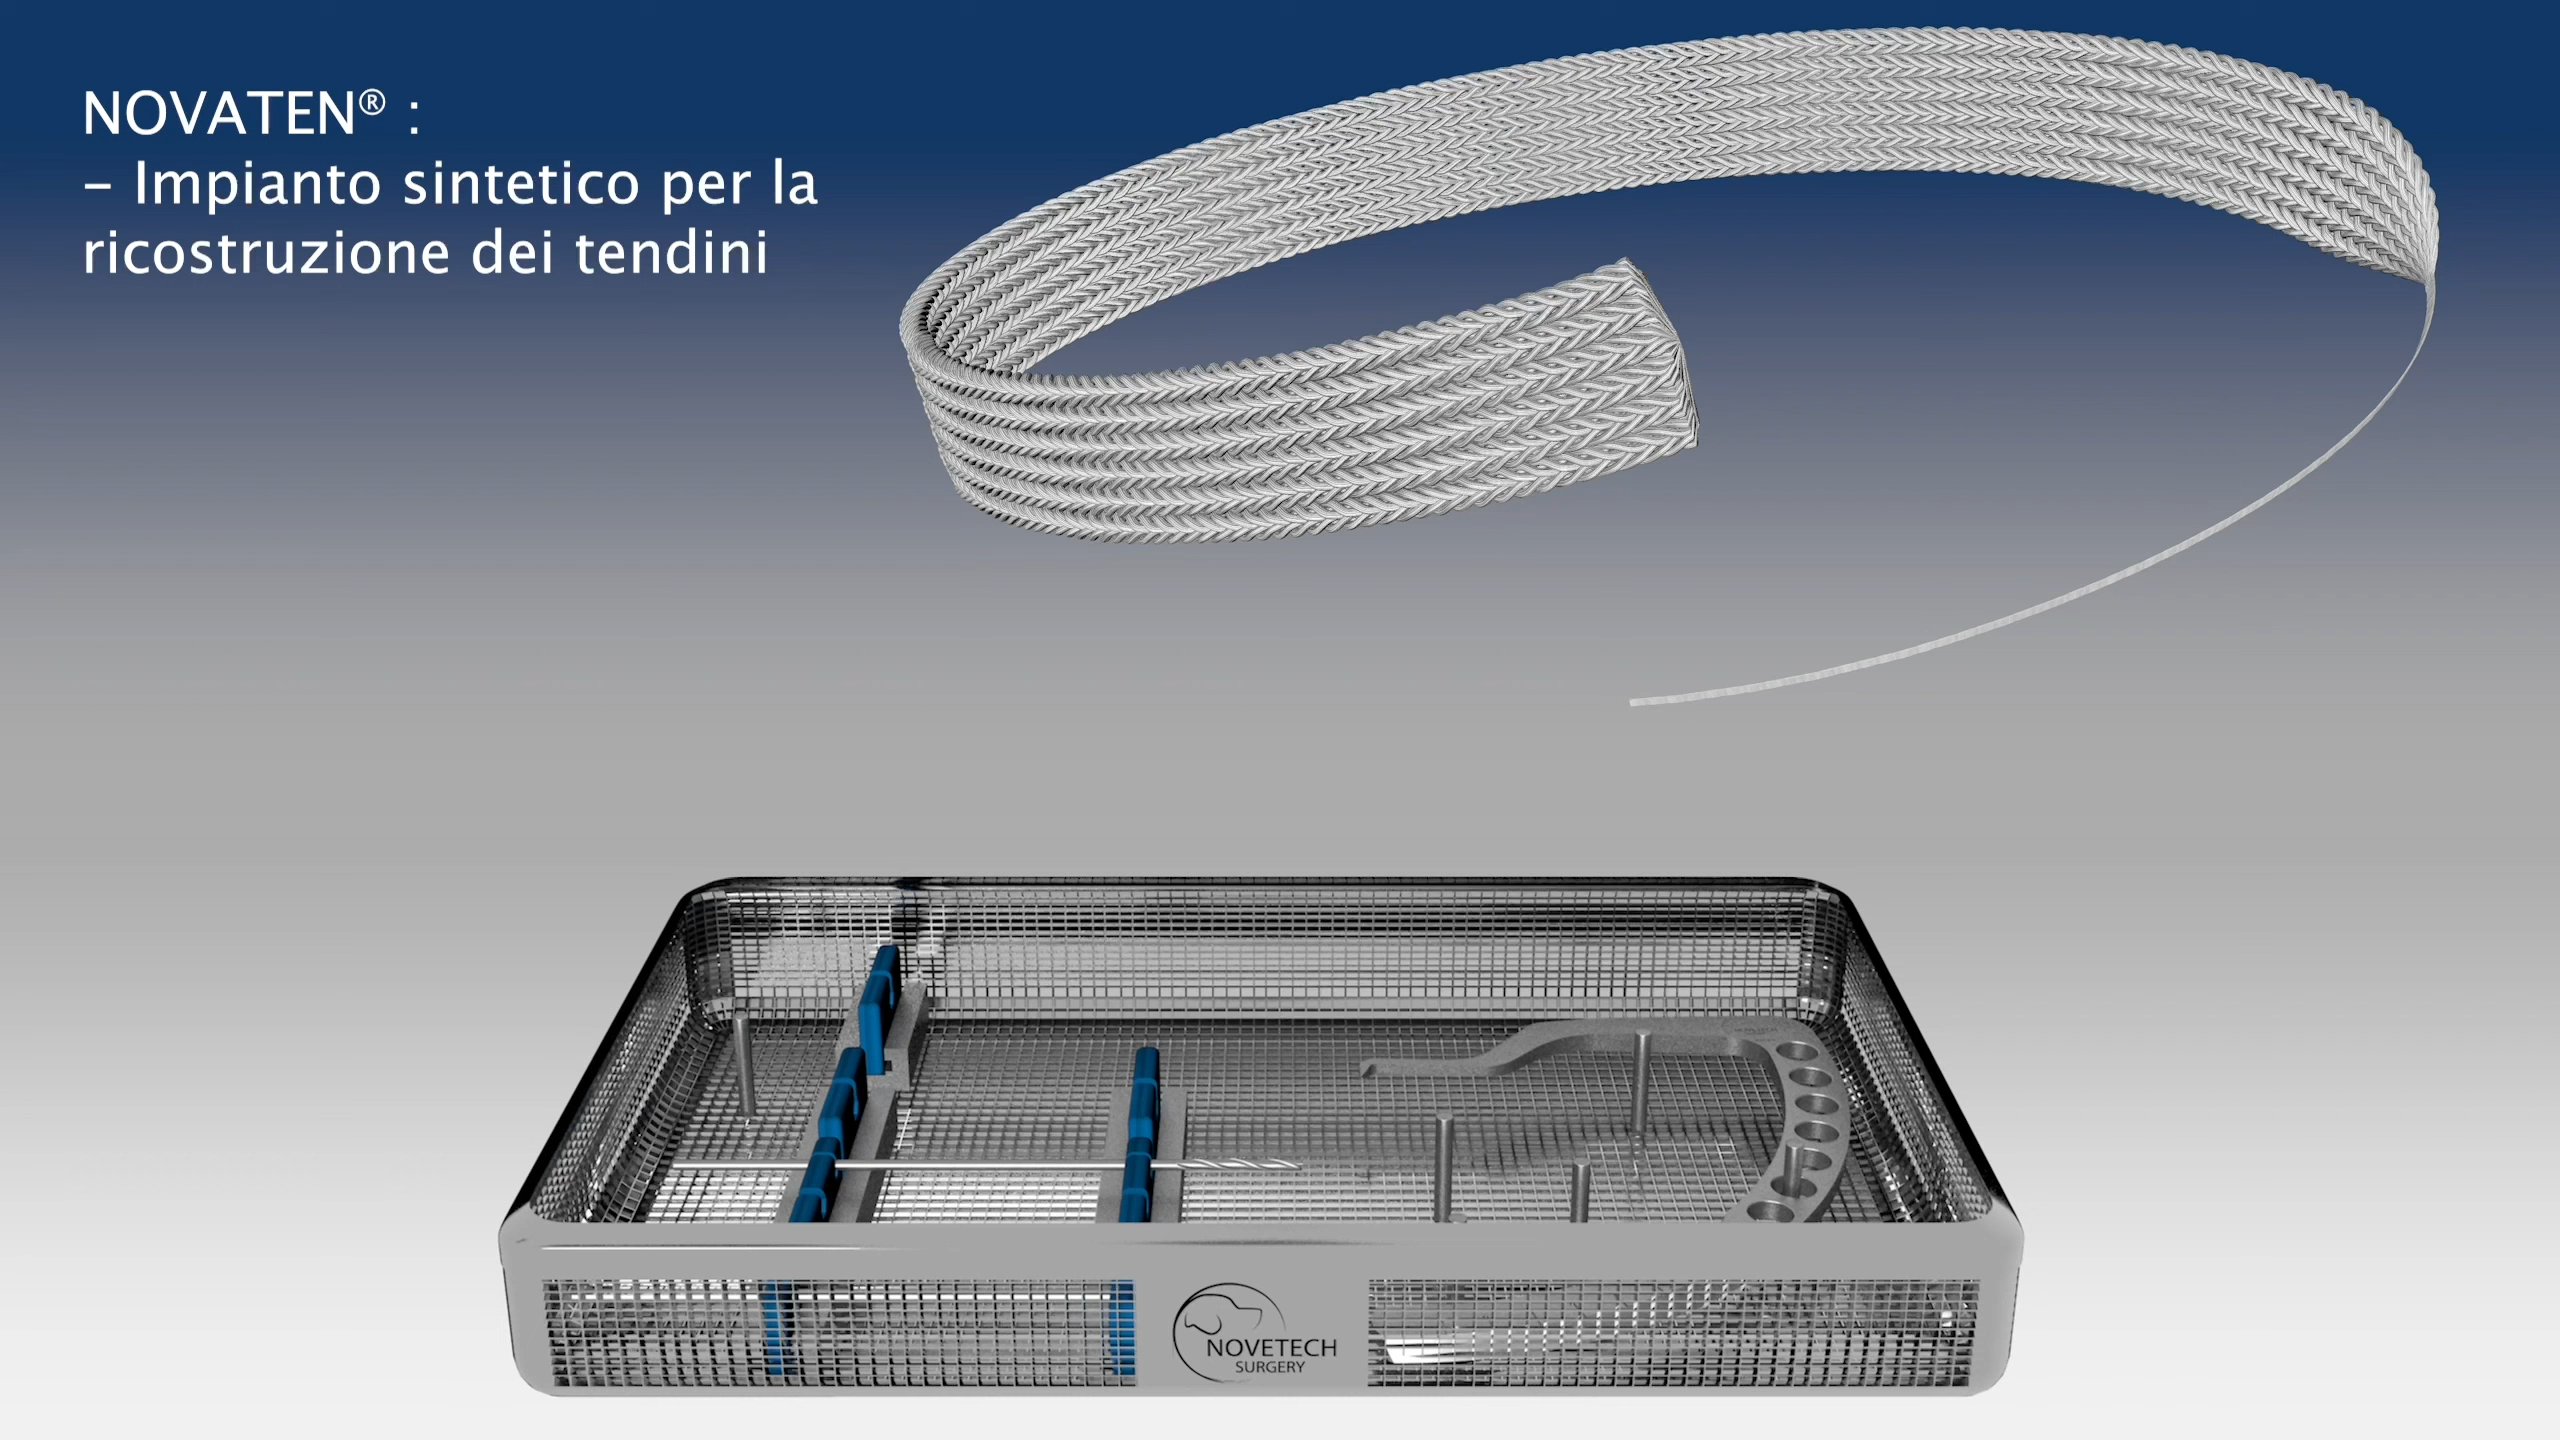 NOVATEN® :
– Impianto sintetico per la
ricostruzione dei tendini
NOVETECH
SURGERY